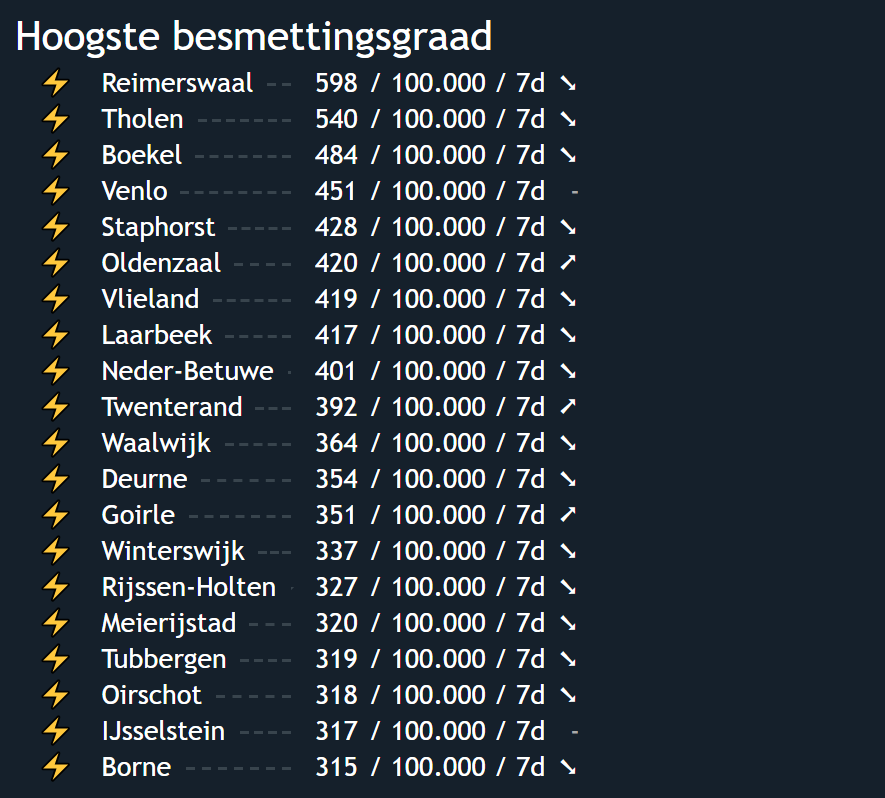 Hoogste besmettingsgraad
⚡ Reimerswaal -- 598 / 100.000 / 7d ➘
⚡ Tholen ------- 540 / 100.000 / 7d ➘
⚡ Boekel ------- 484 / 100.000 / 7d ➘
⚡ Venlo -------- 451 / 100.000 / 7d -
⚡ Staphorst ----- 428 / 100.000 / 7d ➘
⚡ Oldenzaal ---- 420 / 100.000 / 7d ➚
⚡ Vlieland ------ 419 / 100.000 / 7d ➘
⚡ Laarbeek ----- 417 / 100.000 / 7d ➘
⚡ Neder-Betuwe - 401 / 100.000 / 7d ➘
⚡ Twenterand --- 392 / 100.000 / 7d ➚
⚡ Waalwijk ----- 364 / 100.000 / 7d ➘
⚡ Deurne ------- 354 / 100.000 / 7d ➘
⚡ Goirle ------- 351 / 100.000 / 7d ➚
⚡ Winterswijk --- 337 / 100.000 / 7d ➘
⚡ Rijssen-Holten - 327 / 100.000 / 7d ➘
⚡ Meierijstad --- 320 / 100.000 / 7d ➘
⚡ Tubbergen ---- 319 / 100.000 / 7d ➘
⚡ Oirschot ------ 318 / 100.000 / 7d ➘
⚡ IJsselstein ---- 317 / 100.000 / 7d -
⚡ Borne -------- 315 / 100.000 / 7d ➘